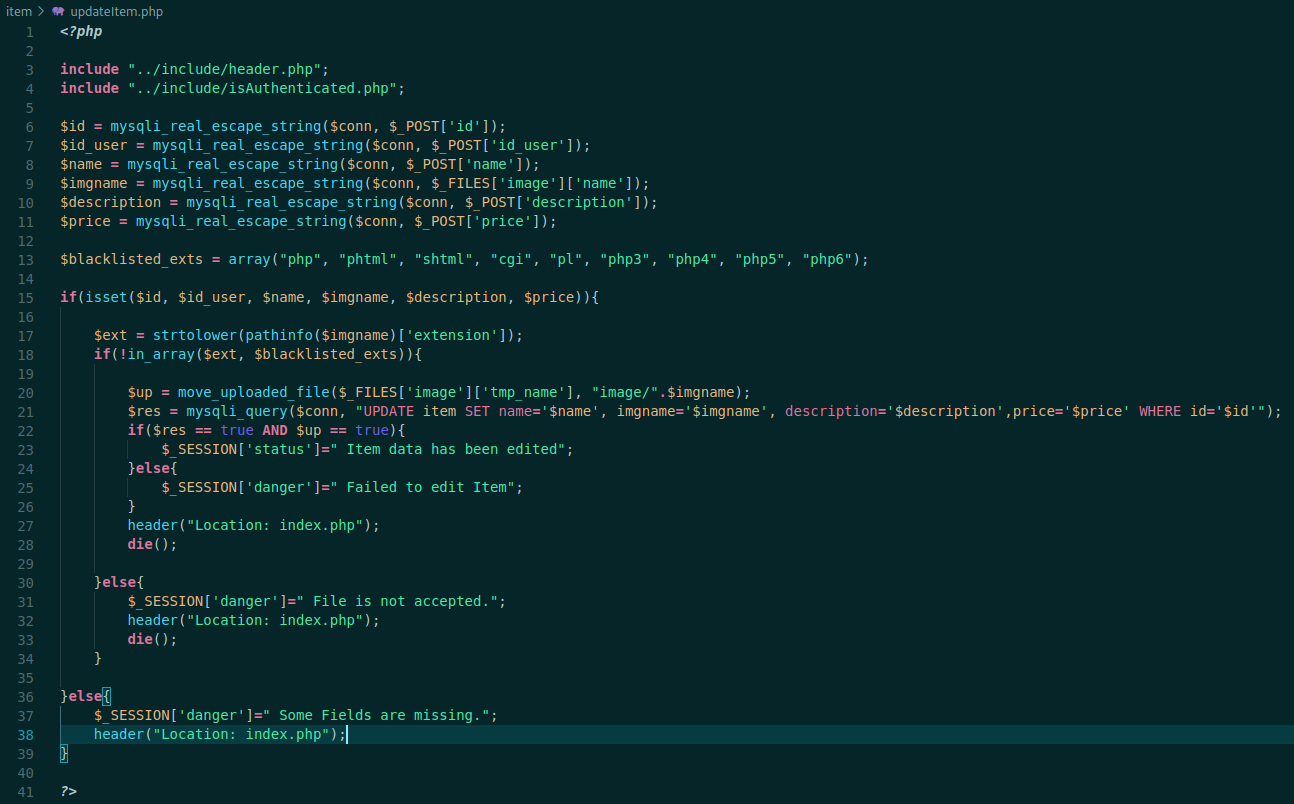 item > updateItem.php
1 <?php
2
3 include "../include/header.php";
4 include "../include/isAuthenticated.php";
5
6 $id = mysqli_real_escape_string($conn, $_POST['id']);
7 $id_user = mysqli_real_escape_string($conn, $_POST['id_user']);
8 $name = mysqli_real_escape_string($conn, $_POST['name']);
9 $imgname = mysqli_real_escape_string($conn, $_FILES['image']['name']);
10 $description = mysqli_real_escape_string($conn, $_POST['description']);
11 $price = mysqli_real_escape_string($conn, $_POST['price']);
12
13 $blacklisted_exts = array("php", "phtml", "shtml", "cgi", "pl", "php3", "php4", "php5", "php6");
14
15 if(isset($id, $id_user, $name, $imgname, $description, $price)){
16
17     $ext = strtolower(pathinfo($imgname)['extension']);
18     if(!in_array($ext, $blacklisted_exts)){
19
20         $up = move_uploaded_file($_FILES['image']['tmp_name'], "image/".$imgname);
21         $res = mysqli_query($conn, "UPDATE item SET name='$name', imgname='$imgname', description='$description',price='$price' WHERE id='$id'");
22         if($res == true AND $up == true){
23             $_SESSION['status']=" Item data has been edited";
24         }else{
25             $_SESSION['danger']=" Failed to edit Item";
26         }
27         header("Location: index.php");
28         die();
29
30     }else{
31         $_SESSION['danger']=" File is not accepted.";
32         header("Location: index.php");
33         die();
34     }
35
36 }else{
37     $_SESSION['danger']=" Some Fields are missing.";
38     header("Location: index.php");
39 }
40
41 ?>